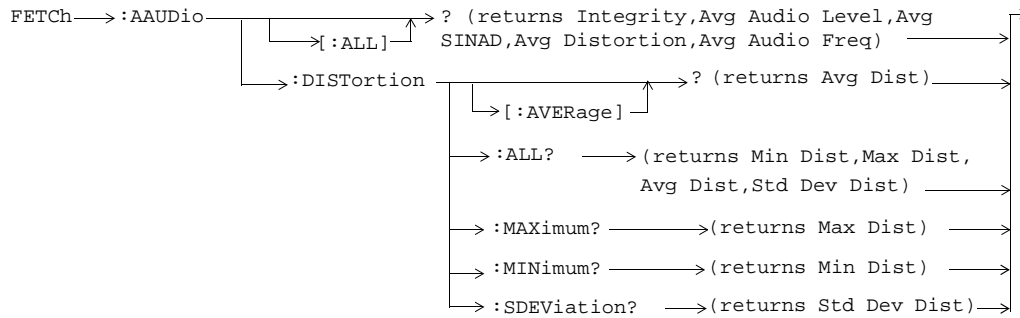 FETCh :AAUDio ? (returns Integrity,Avg Audio Level,Avg
[:ALL] SINAD,Avg Distortion,Avg Audio Freq)
:DISTortion ? (returns Avg Dist)
[:AVERage]
:ALL? (returns Min Dist,Max Dist,
Avg Dist,Std Dev Dist)
:MAXimum? (returns Max Dist)
:MINimum? (returns Min Dist)
:SDEViation? (returns Std Dev Dist)